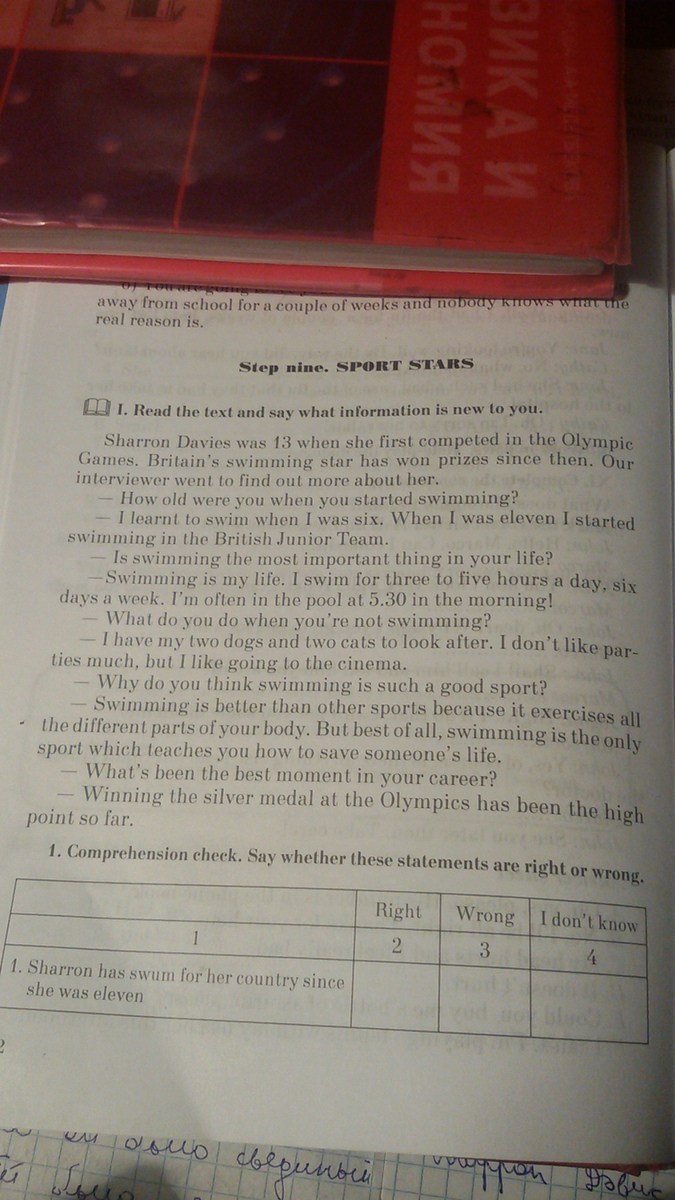 ВИКА И
НОМИЯ
away from school for a couple of weeks and nobody knows what the
real reason is.
Step nine. SPORT STARS
I. Read the text and say what information is new to you.
Sharron Davies was 13 when she first competed in the Olympic
Games. Britain's swimming star has won prizes since then. Our
interviewer went to find out more about her.
— How old were you when you started swimming?
— I learnt to swim when I was six. When I was eleven I started
swimming in the British Junior Team.
— Is swimming the most important thing in your life?
—Swimming is my life. I swim for three to five hours a day, six
days a week. I'm often in the pool at 5.30 in the morning!
— What do you do when you're not swimming?
— I have my two dogs and two cats to look after. I don't like par-
ties much, but I like going to the cinema.
— Why do you think swimming is such a good sport?
— Swimming is better than other sports because it exercises all
the different parts of your body. But best of all, swimming is the only
sport which teaches you how to save someone's life.
— What's been the best moment in your career?
— Winning the silver medal at the Olympics has been the high
point so far.
1. Comprehension check. Say whether these statements are right or wrong.
Right Wrong I don't know
1 2 3 4
1. Sharron has swum for her country since
she was eleven
2